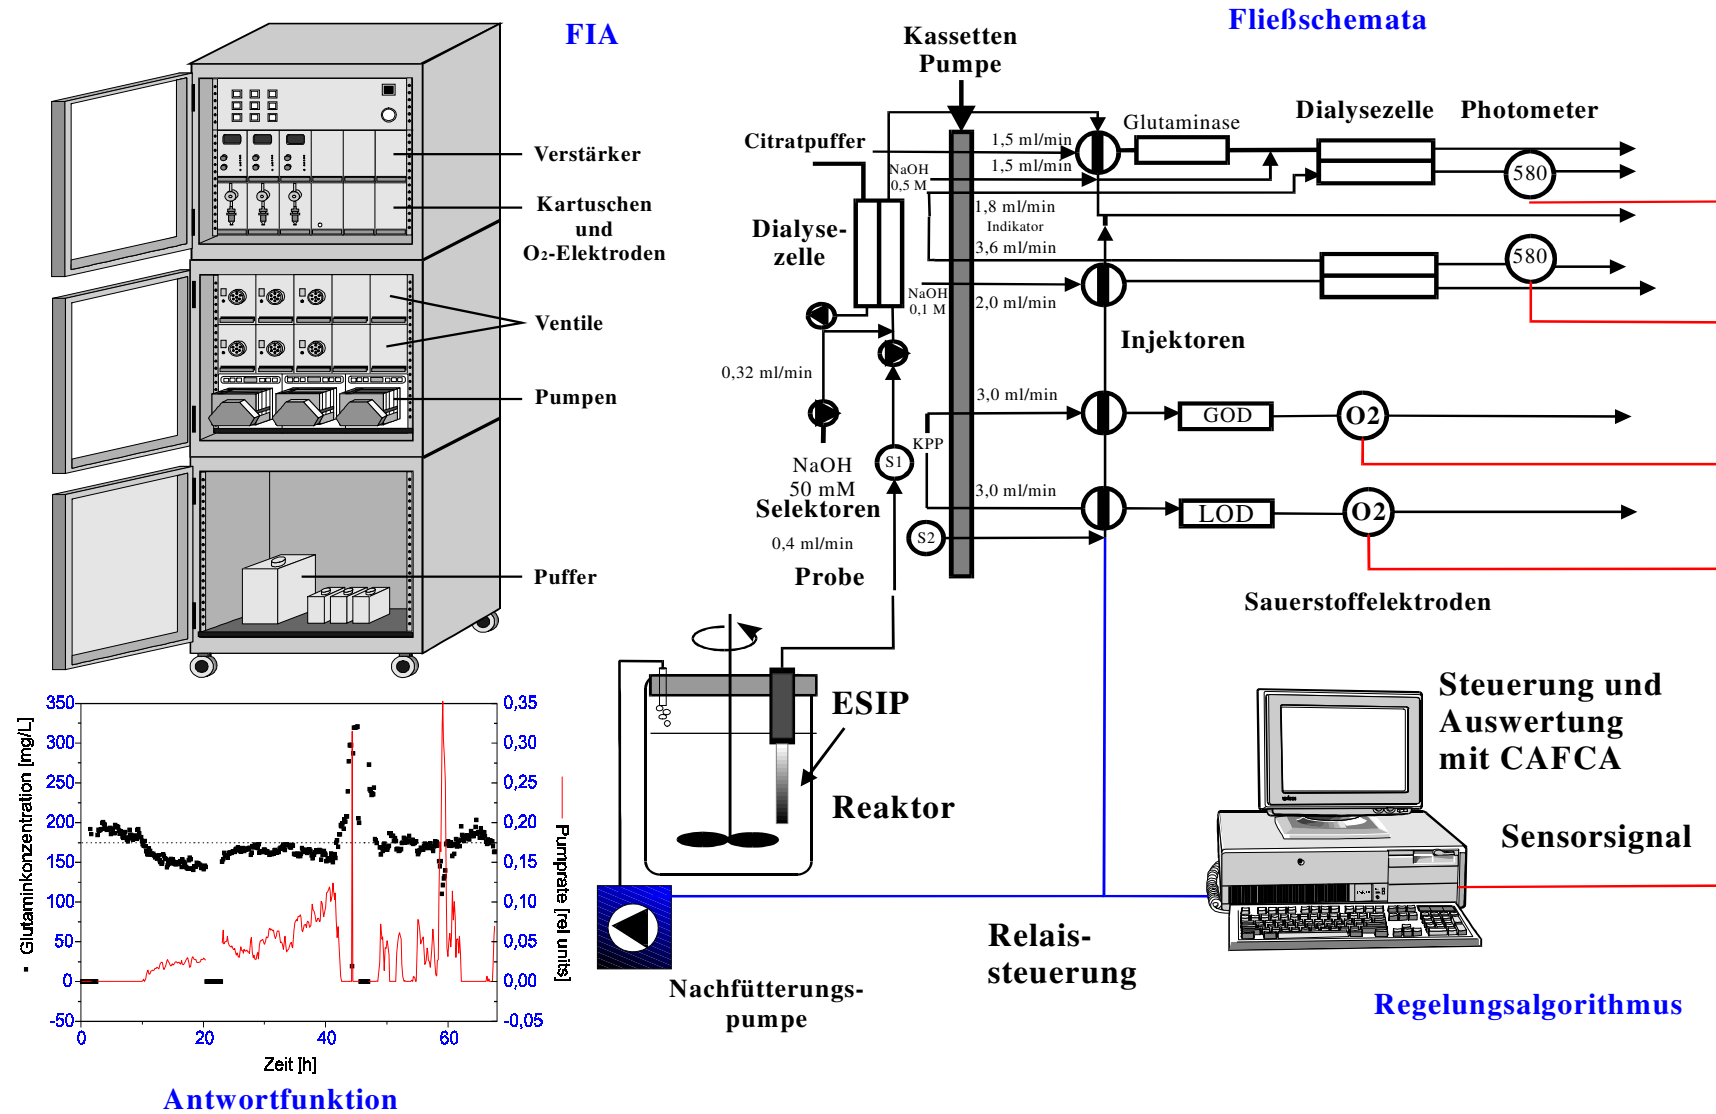 FIA
Verstärker
Kartuschen
und
O2-Elektroden
Ventile
Pumpen
Puffer
Fließschemata
Kassetten
Pumpe
Citratpuffer
1,5 ml/min
Glutaminase
Dialysezelle
Photometer
NaOH
0,5 M
1,5 ml/min
580
1,8 ml/min
Indikator
3,6 ml/min
Dialyse-
zelle
580
NaOH
0,1 M
2,0 ml/min
Injektoren
0,32 ml/min
3,0 ml/min
GOD
O2
KPP
S1
NaOH
50 mM
Selektoren
3,0 ml/min
LOD
O2
S2
0,4 ml/min
Probe
Sauerstoffelektroden
ESIP
Reaktor
Steuerung und
Auswertung
mit CAFCA
Sensorsignal
Relais-
steuerung
Nachfütterungs-
pumpe
Regelungsalgorithmus
350
300
250
200
150
100
50
0
-50
Glutaminkonzentration [mg/L]
0,35
0,30
0,25
0,20
0,15
0,10
0,05
0,00
-0,05
Pumprate [rel units]
0 20 40 60
Zeit [h]
Antwortfunktion